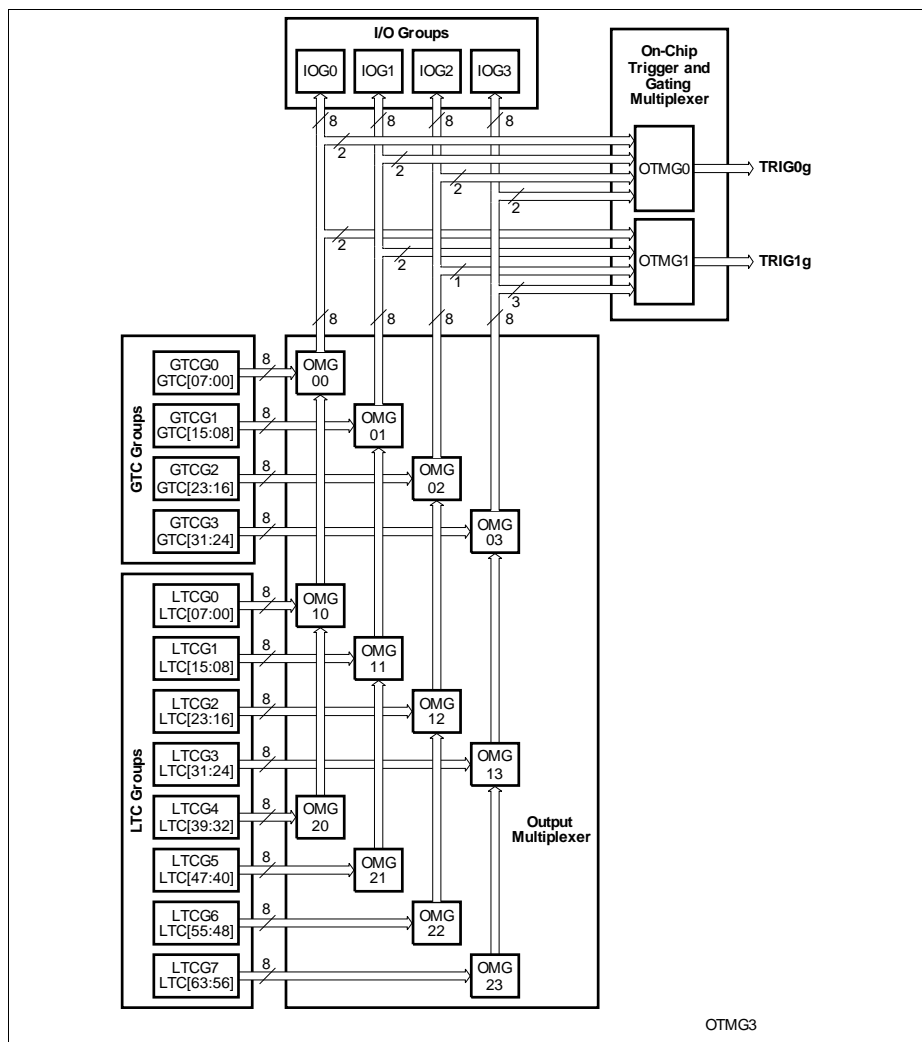 I/O Groups
IOG0 IOG1 IOG2 IOG3
On-Chip
Trigger and
Gating
Multiplexer
8 8 8 8
2
OTMG0
TRIG0g
2
2
2
2
OTMG1
TRIG1g
2
1
3
8 8 8 8
GTC Groups
GTCG0
GTC[07:00]
8
OMG
00
GTCG1
GTC[15:08]
8
OMG
01
GTCG2
GTC[23:16]
8
OMG
02
GTCG3
GTC[31:24]
8
OMG
03
LTC Groups
LTCG0
LTC[07:00]
8
OMG
10
LTCG1
LTC[15:08]
8
OMG
11
LTCG2
LTC[23:16]
8
OMG
12
LTCG3
LTC[31:24]
8
OMG
13
LTCG4
LTC[39:32]
8
OMG
20
Output
Multiplexer
LTCG5
LTC[47:40]
8
OMG
21
LTCG6
LTC[55:48]
8
OMG
22
LTCG7
LTC[63:56]
8
OMG
23
OTMG3